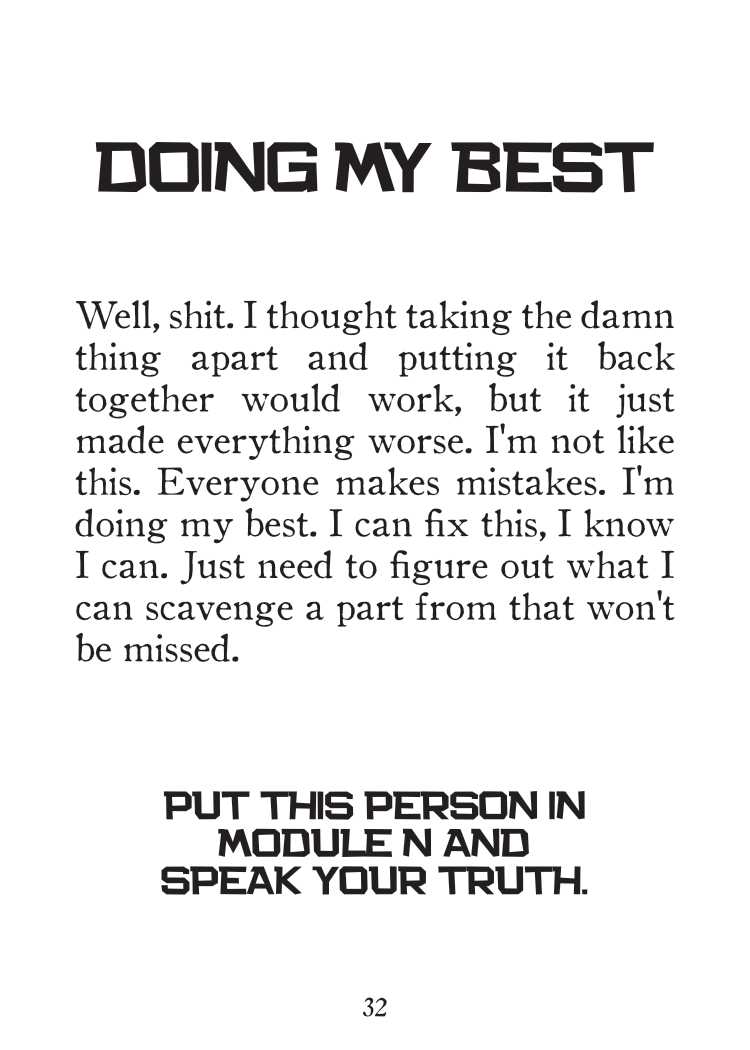 DOING MY BEST
Well, shit. I thought taking the damn
thing apart and putting it back
together would work, but it just
made everything worse. I'm not like
this. Everyone makes mistakes. I'm
doing my best. I can fix this, I know
I can. Just need to figure out what I
can scavenge a part from that won't
be missed.
PUT THIS PERSON IN
MODULE N AND
SPEAK YOUR TRUTH.
32